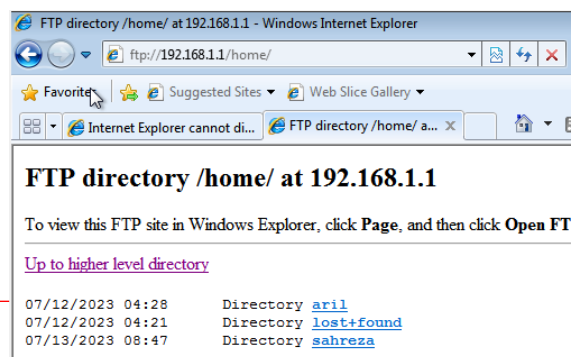 FTP directory /home/ at 192.168.1.1 - Windows Internet Explorer
ftp://192.168.1.1/home/
Favorites Suggested Sites Web Slice Gallery
Internet Explorer cannot di... FTP directory /home/ a... x
FTP directory /home/ at 192.168.1.1
To view this FTP site in Windows Explorer, click Page, and then click Open FT
Up to higher level directory
07/12/2023 04:28 Directory aril
07/12/2023 04:21 Directory lost+found
07/13/2023 08:47 Directory sahreza